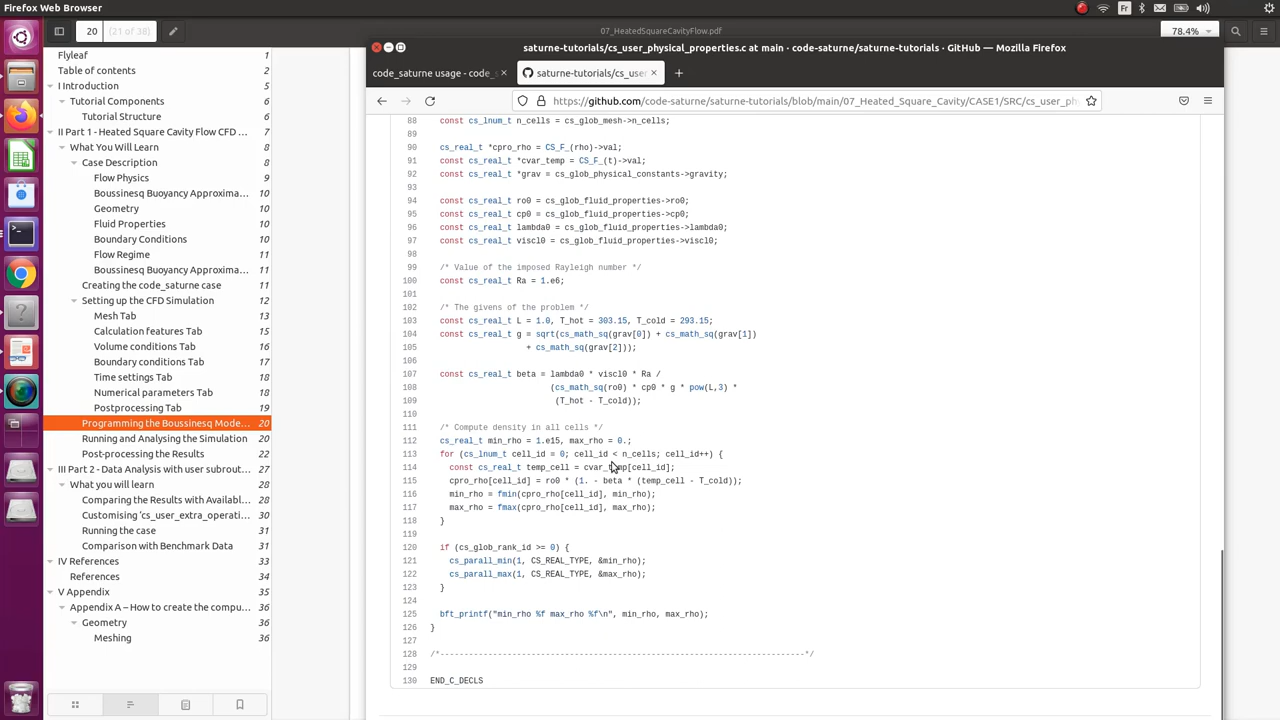 Firefox Web Browser
Fr
20
(21 of 38)
07_HeatedSquareCavityFlow.pdf
78.4%
Flyleaf 1
Table of contents 2
I Introduction 5
Tutorial Components 6
Tutorial Structure 6
II Part 1 - Heated Square Cavity Flow CFD ... 7
What You Will Learn 8
Case Description 8
Flow Physics 9
Boussinesq Buoyancy Approxima... 10
Geometry 10
Fluid Properties 10
Boundary Conditions 11
Flow Regime 11
Boussinesq Buoyancy Approxima... 11
Creating the code_saturne case 11
Setting up the CFD Simulation 12
Mesh Tab 13
Calculation features Tab 15
Volume conditions Tab 16
Boundary conditions Tab 17
Time settings Tab 18
Numerical parameters Tab 18
Postprocessing Tab 19
Programming the Boussinesq Mode... 20
Running and Analysing the Simulation 20
Post-processing the Results 22
III Part 2 - Data Analysis with user subrout... 27
What you will learn 28
Comparing the Results with Availabl... 28
Customising 'cs_user_extra_operati... 30
Running the case 31
Comparison with Benchmark Data 31
IV References 33
References 34
V Appendix 35
Appendix A – How to create the compu... 36
Geometry 36
Meshing 36
saturne-tutorials/cs_user_physical_properties.c at main · code-saturne/saturne-tutorials · GitHub — Mozilla Firefox
code_saturne usage - code_s
saturne-tutorials/cs_user
https://github.com/code-saturne/saturne-tutorials/blob/main/07_Heated_Square_Cavity/CASE1/SRC/cs_user_ph
88 const cs_lnum_t n_cells = cs_glob_mesh->n_cells;
89
90 cs_real_t *cpro_rho = CS_F_(rho)->val;
91 const cs_real_t *cvar_temp = CS_F_(t)->val;
92 const cs_real_t *grav = cs_glob_physical_constants->gravity;
93
94 const cs_real_t ro0 = cs_glob_fluid_properties->ro0;
95 const cs_real_t cp0 = cs_glob_fluid_properties->cp0;
96 const cs_real_t lambda0 = cs_glob_fluid_properties->lambda0;
97 const cs_real_t viscl0 = cs_glob_fluid_properties->viscl0;
98
99 /* Value of the imposed Rayleigh number */
100 const cs_real_t Ra = 1.e6;
101
102 /* The givens of the problem */
103 const cs_real_t L = 1.0, T_hot = 303.15, T_cold = 293.15;
104 const cs_real_t g = sqrt(cs_math_sq(grav[0]) + cs_math_sq(grav[1])
105 + cs_math_sq(grav[2]));
106
107 const cs_real_t beta = lambda0 * viscl0 * Ra /
108 (cs_math_sq(ro0) * cp0 * g * pow(L,3) *
109 (T_hot - T_cold));
110
111 /* Compute density in all cells */
112 cs_real_t min_rho = 1.e15, max_rho = 0.;
113 for (cs_lnum_t cell_id = 0; cell_id < n_cells; cell_id++) {
114 const cs_real_t temp_cell = cvar_temp[cell_id];
115 cpro_rho[cell_id] = ro0 * (1. - beta * (temp_cell - T_cold));
116 min_rho = fmin(cpro_rho[cell_id], min_rho);
117 max_rho = fmax(cpro_rho[cell_id], max_rho);
118 }
119
120 if (cs_glob_rank_id >= 0) {
121 cs_parall_min(1, CS_REAL_TYPE, &min_rho);
122 cs_parall_max(1, CS_REAL_TYPE, &max_rho);
123 }
124
125 bft_printf("min_rho %f max_rho %f\n", min_rho, max_rho);
126 }
127
128 /*----------------------------------------------------------------------------*/
129
130 END_C_DECLS